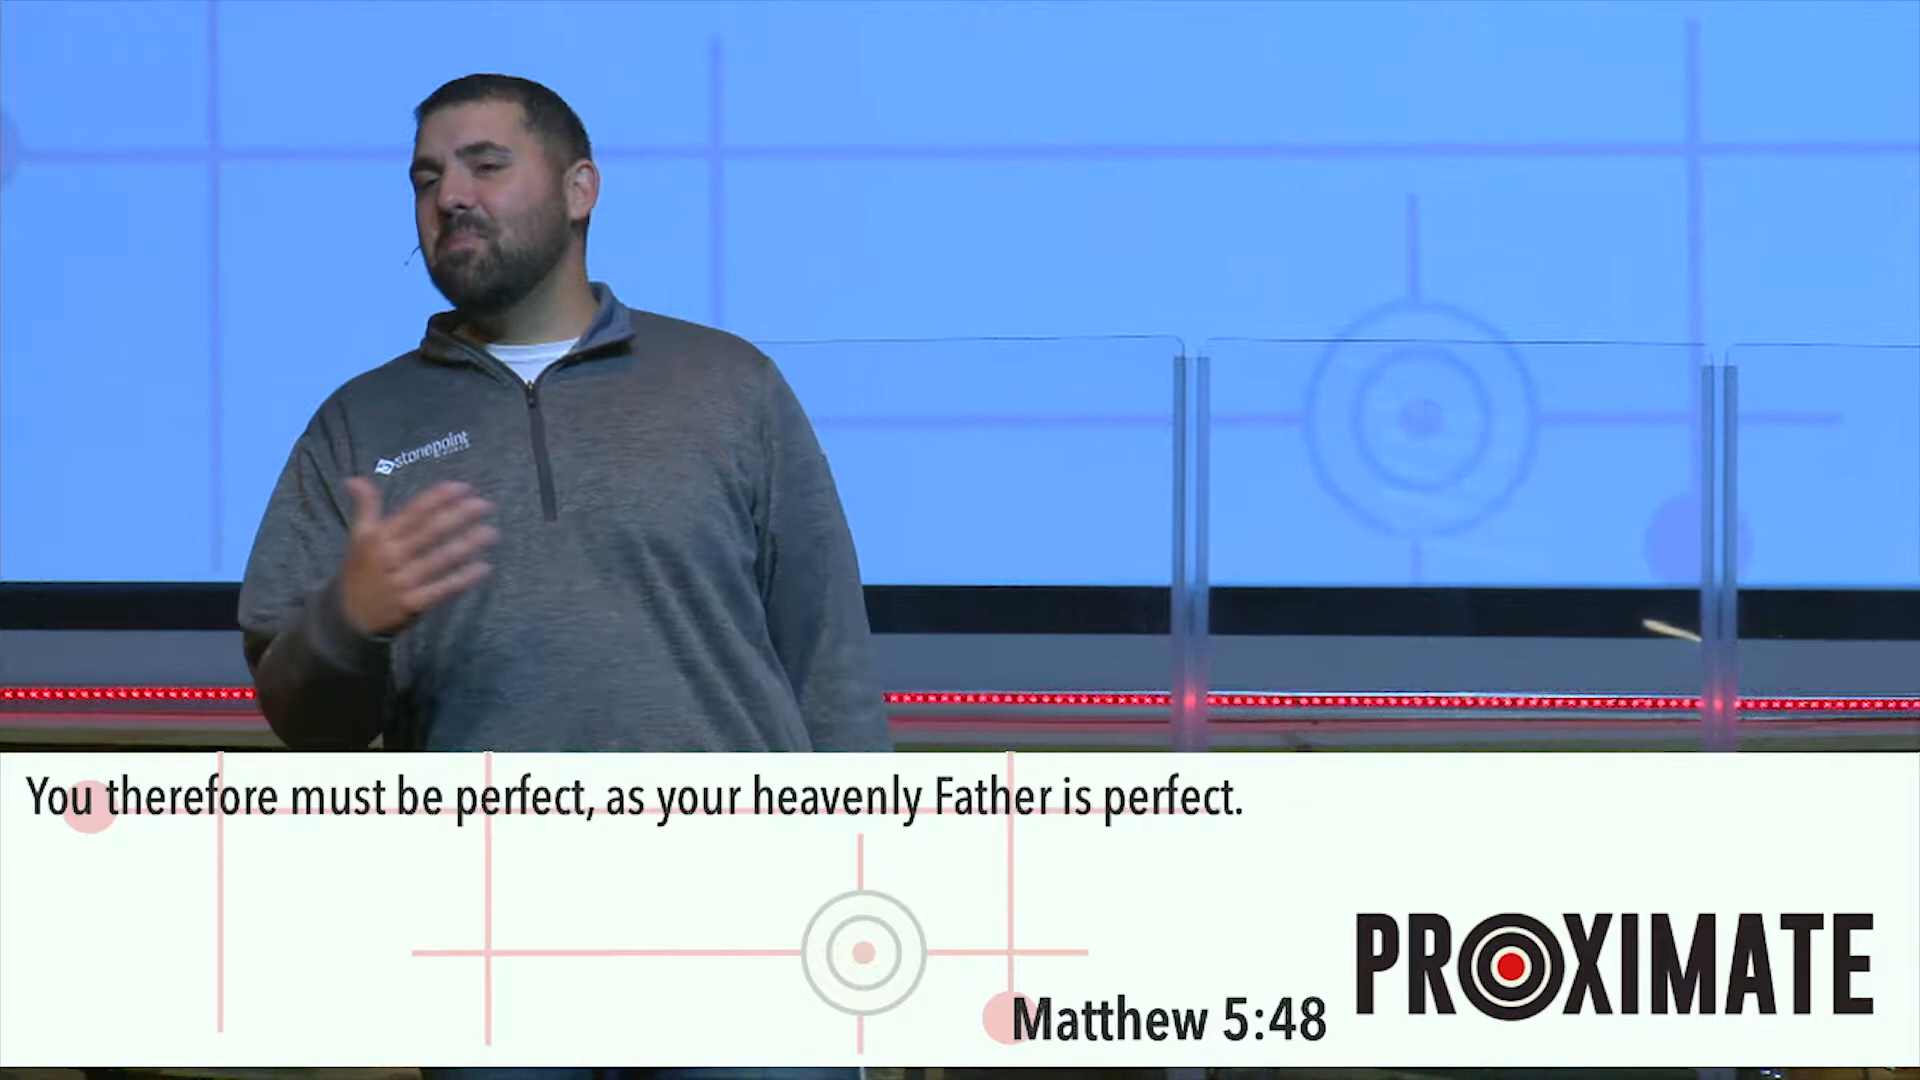 stonepoint
You therefore must be perfect, as your heavenly Father is perfect.
Matthew 5:48
PROXIMATE